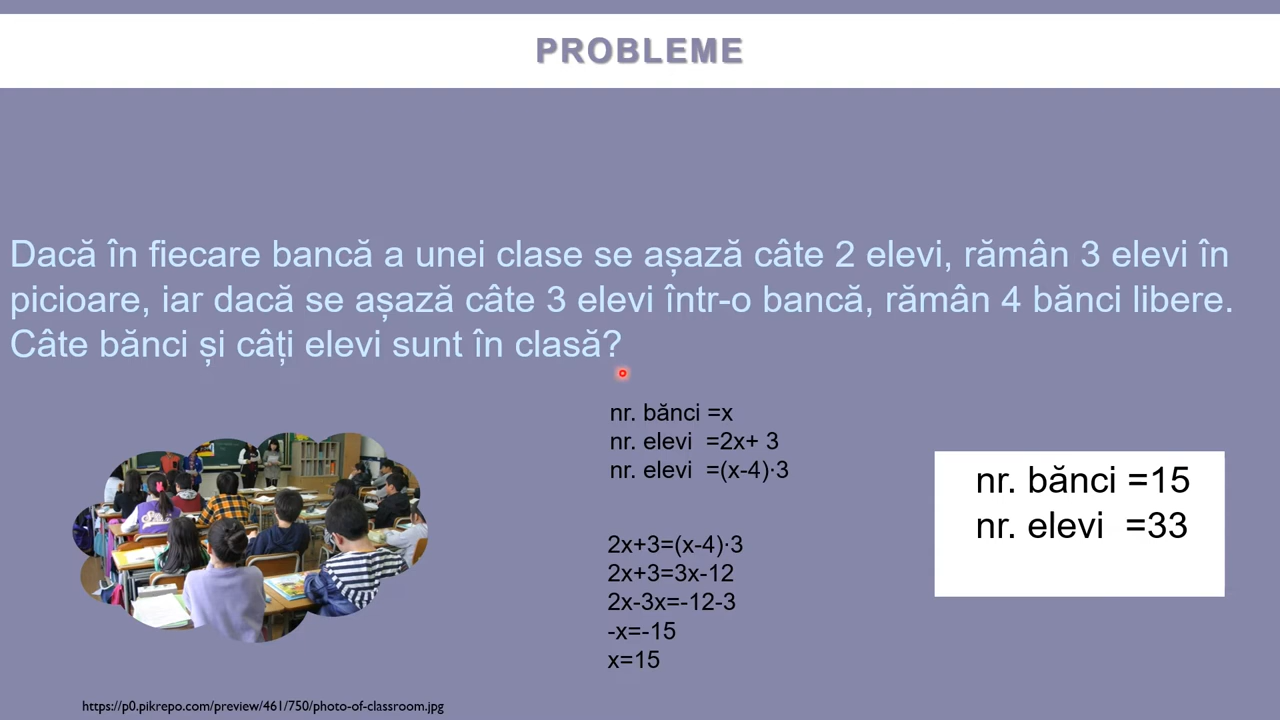 PROBLEME
Dacă în fiecare bancă a unei clase se așază câte 2 elevi, rămân 3 elevi în
picioare, iar dacă se așază câte 3 elevi într-o bancă, rămân 4 bănci libere.
Câte bănci și câți elevi sunt în clasă?
nr. bănci =x
nr. elevi =2x+ 3
nr. elevi =(x-4)·3
2x+3=(x-4)·3
2x+3=3x-12
2x-3x=-12-3
-x=-15
x=15
nr. bănci =15
nr. elevi =33
https://p0.pikrepo.com/preview/461/750/photo-of-classroom.jpg